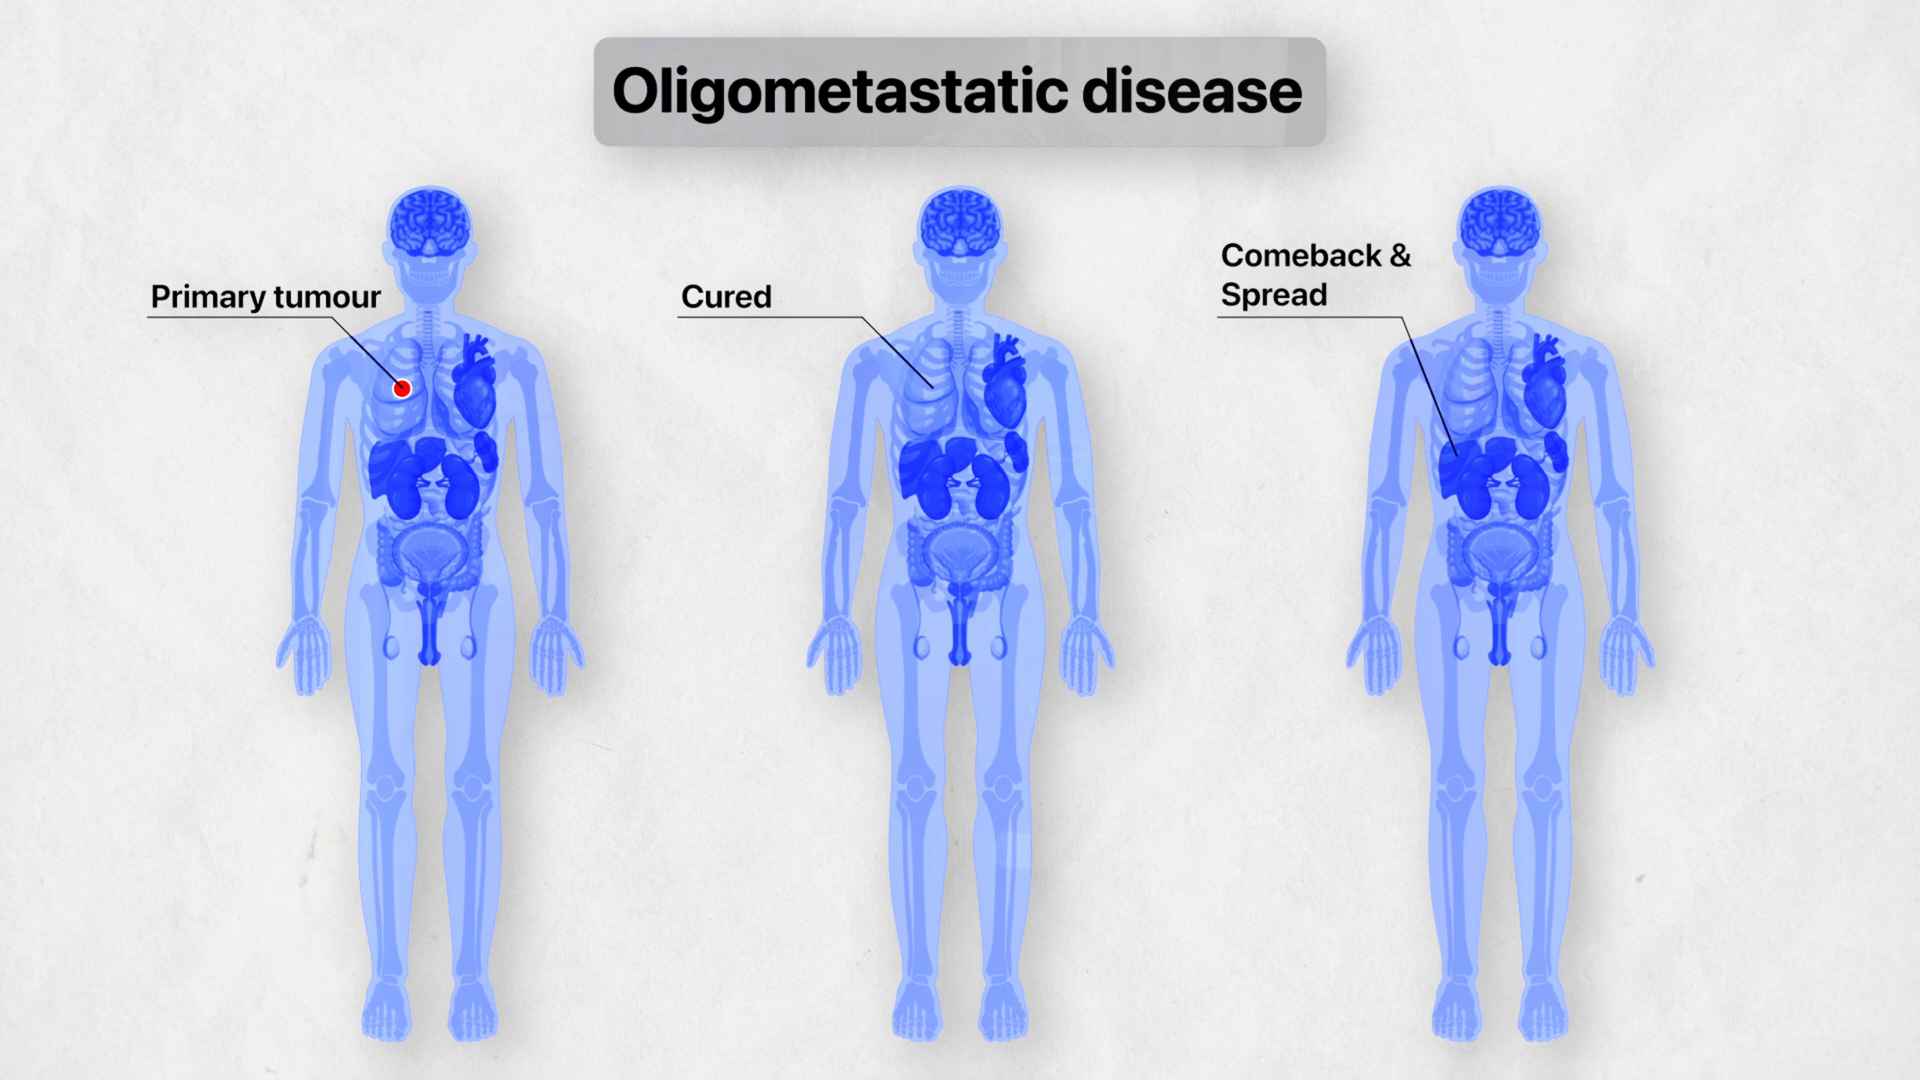 Oligometastatic disease
Primary tumour
Cured
Comeback &
Spread